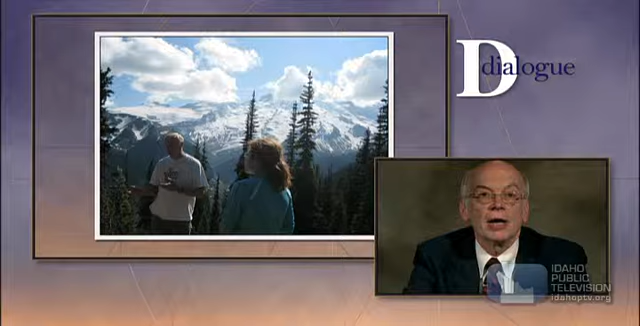 D
dialogue
IDAHO
PUBLIC
TELEVISION
idahoptv.org